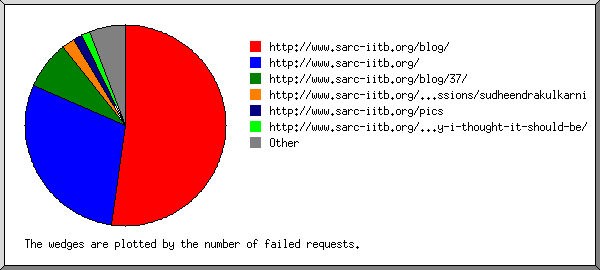 http://www.sarc-iitb.org/blog/
http://www.sarc-iitb.org/
http://www.sarc-iitb.org/blog/37/
http://www.sarc-iitb.org/...ssions/sudheendrakulkarni
http://www.sarc-iitb.org/pics
http://www.sarc-iitb.org/...y-i-thought-it-should-be/
Other
The wedges are plotted by the number of failed requests.